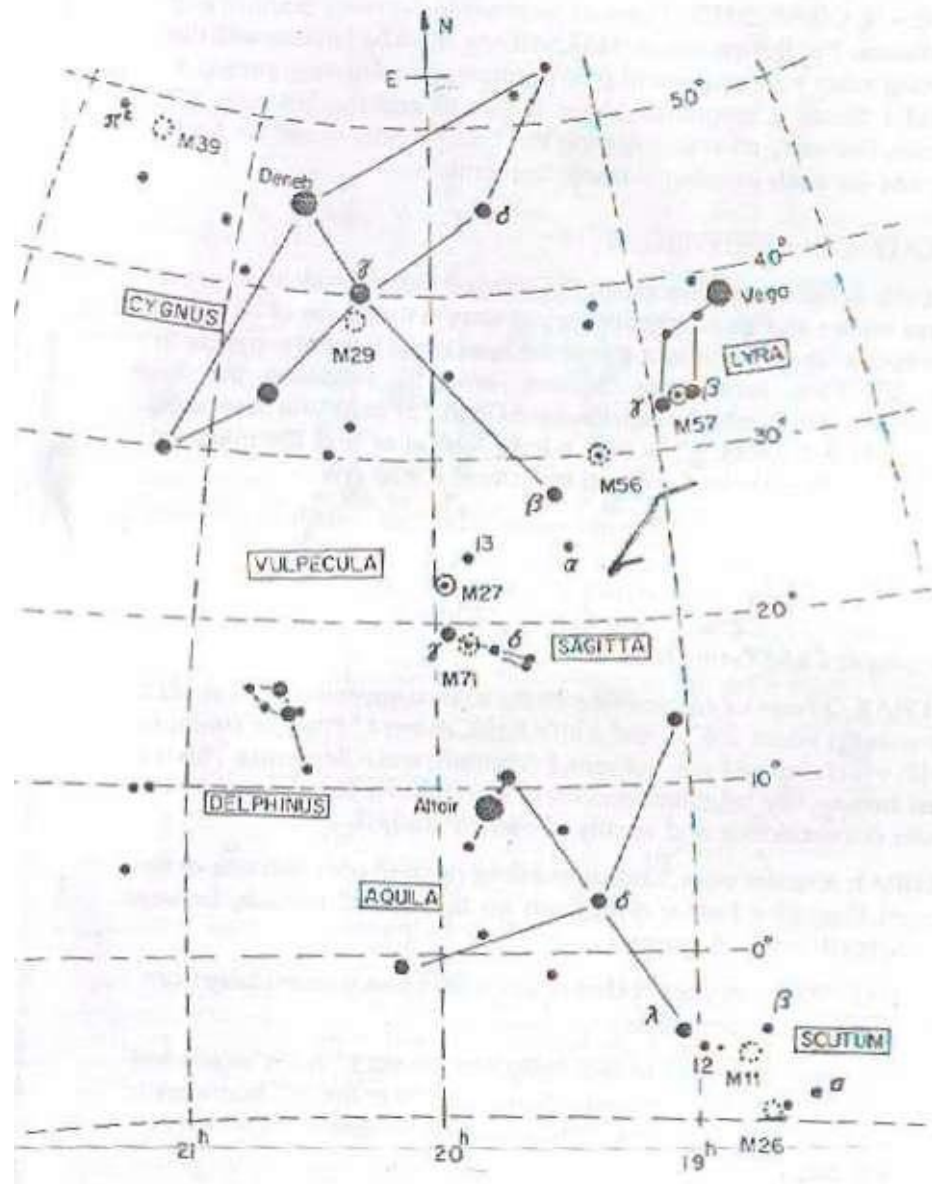 N
E
50°
π²
M39
Deneb
δ
40°
γ
Vega
CYGNUS
M29
LYRA
γ
β
M57
30°
M56
β
13
α
VULPECULA
M27
20°
γ
δ
SAGITTA
M71
10°
DELPHINUS
Altair
AQUILA
δ
0°
λ
β
SCUTUM
12
M11
α
21h
20h
19h
M26